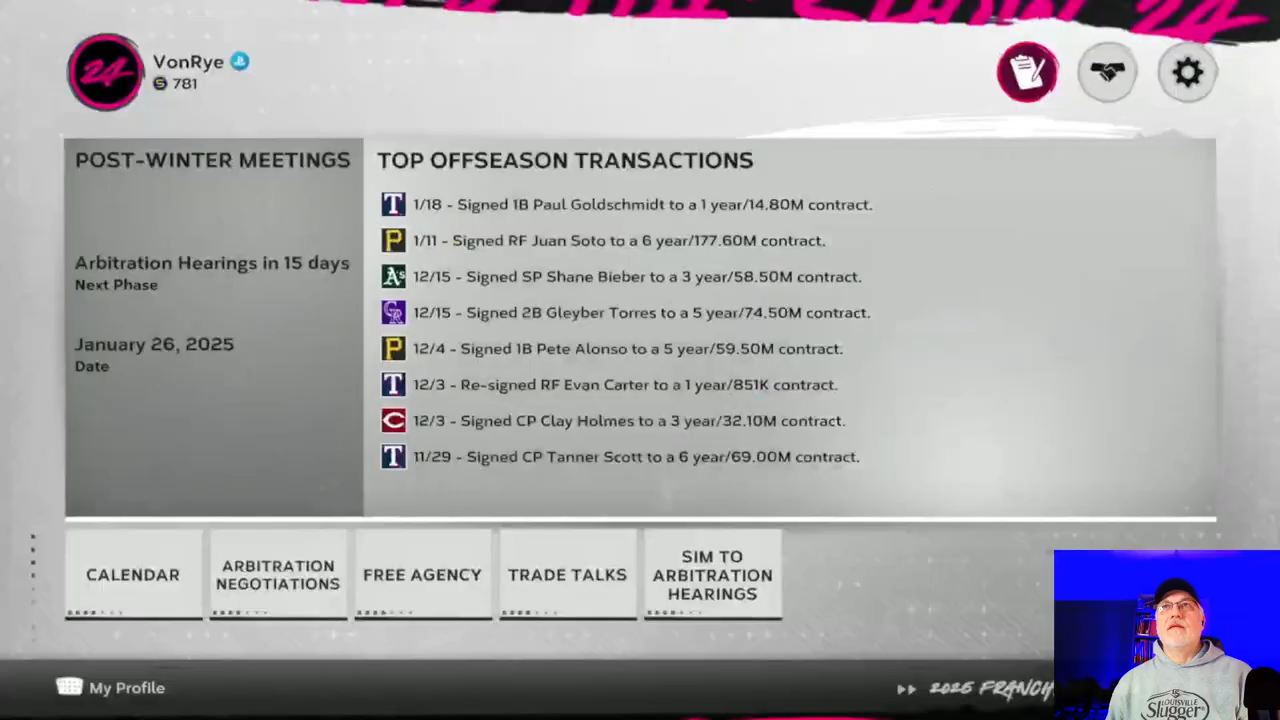 THE SHOW 24
24
VonRye
781
POST-WINTER MEETINGS
Arbitration Hearings in 15 days
Next Phase
January 26, 2025
Date
TOP OFFSEASON TRANSACTIONS
T 1/18 - Signed 1B Paul Goldschmidt to a 1 year/14.80M contract.
P 1/11 - Signed RF Juan Soto to a 6 year/177.60M contract.
A's 12/15 - Signed SP Shane Bieber to a 3 year/58.50M contract.
CR 12/15 - Signed 2B Gleyber Torres to a 5 year/74.50M contract.
P 12/4 - Signed 1B Pete Alonso to a 5 year/59.50M contract.
T 12/3 - Re-signed RF Evan Carter to a 1 year/851K contract.
C 12/3 - Signed CP Clay Holmes to a 3 year/32.10M contract.
T 11/29 - Signed CP Tanner Scott to a 6 year/69.00M contract.
CALENDAR
ARBITRATION
NEGOTIATIONS
FREE AGENCY
TRADE TALKS
SIM TO
ARBITRATION
HEARINGS
My Profile
2025 FRANCH
LOUISVILLE
Slugger